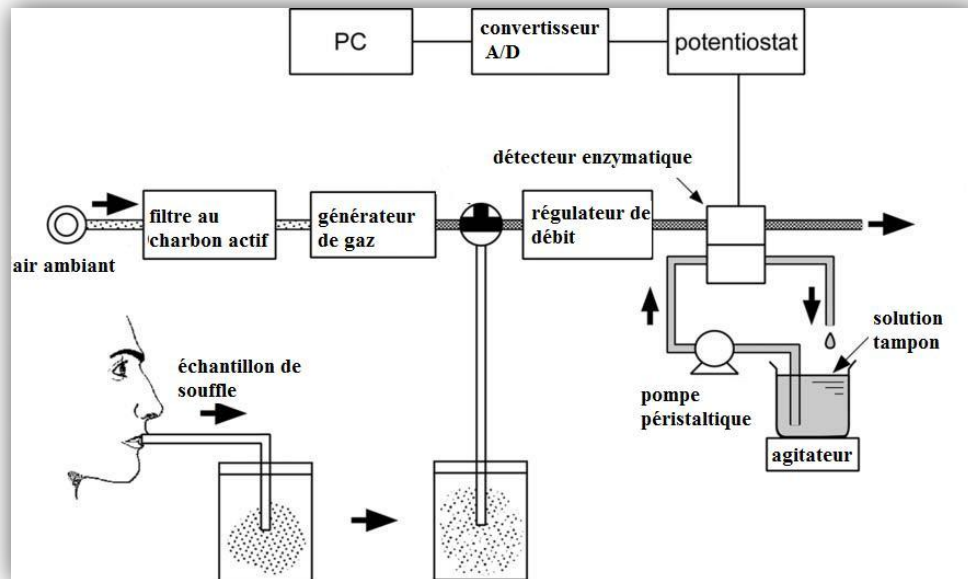 PC
convertisseur
A/D
potentiostat
détecteur enzymatique
filtre au
charbon actif
générateur
de gaz
régulateur de
débit
air ambiant
échantillon de
souffle
solution
tampon
pompe
péristaltique
agitateur